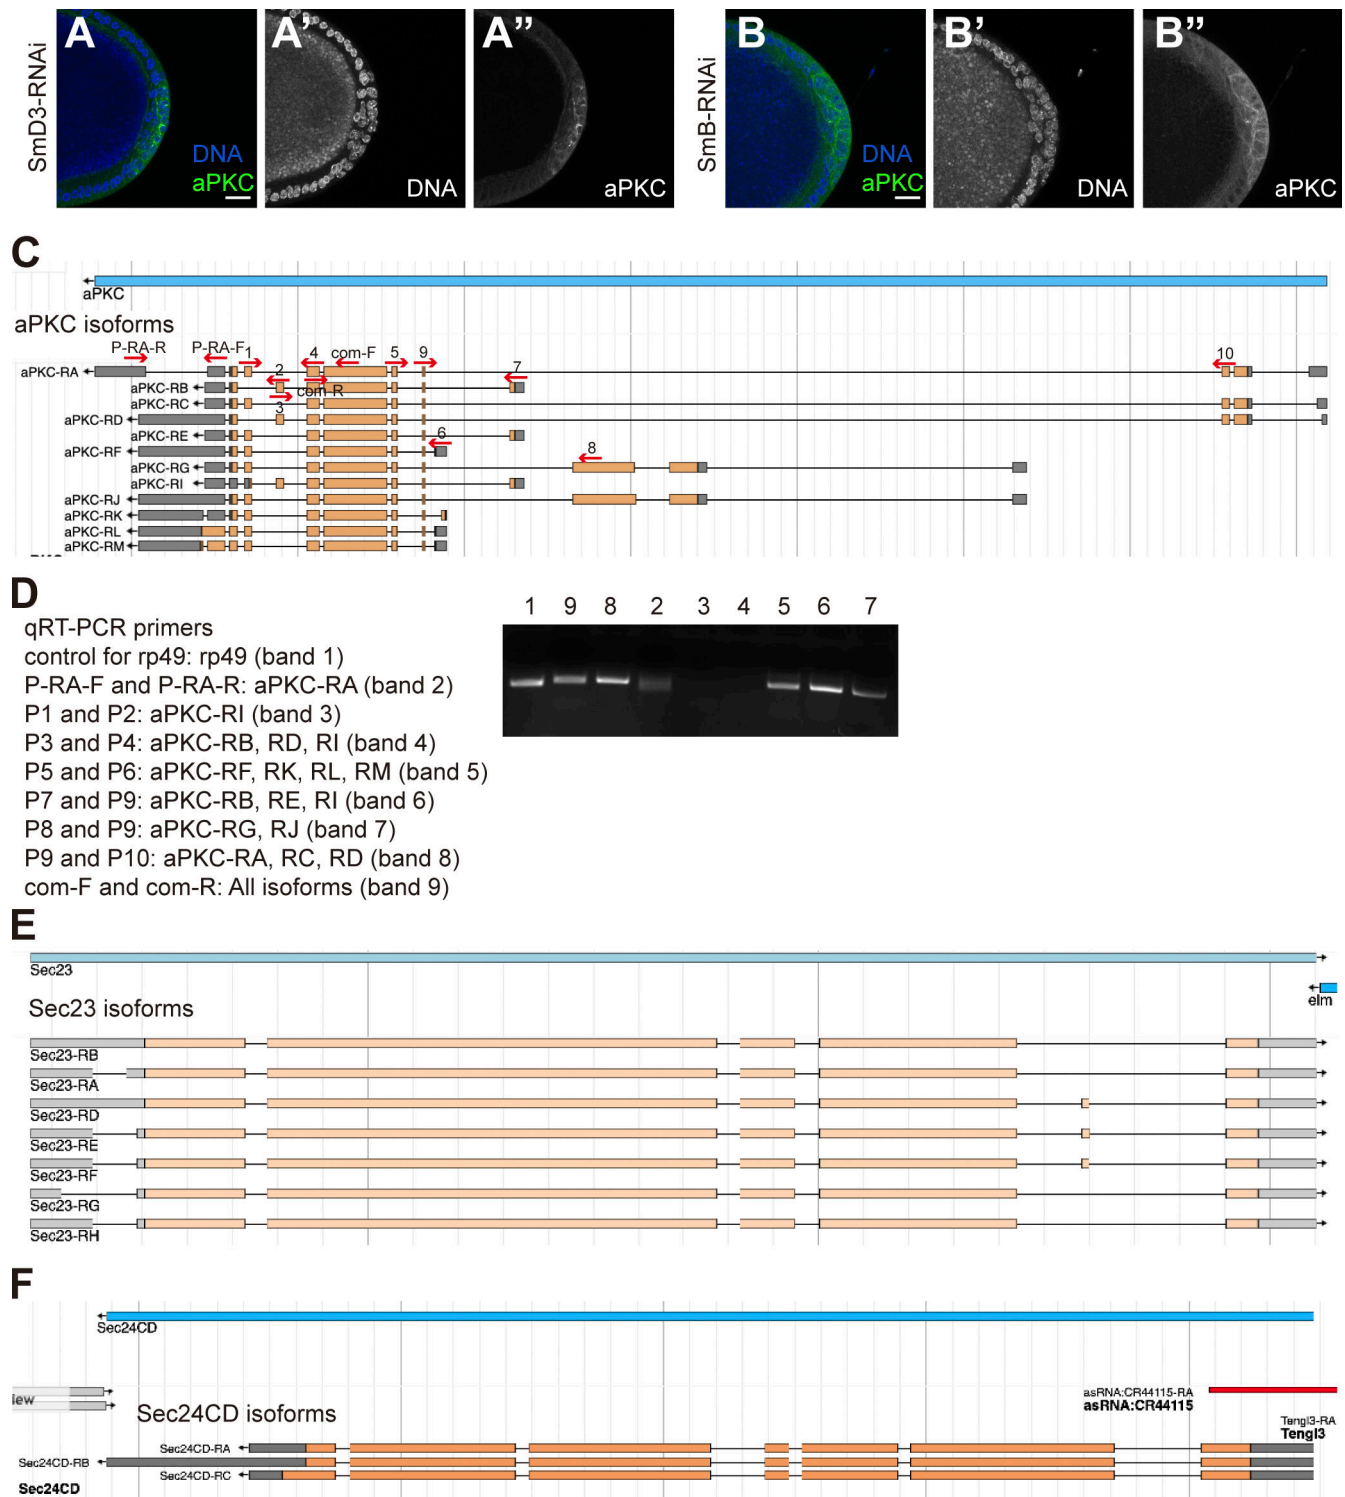 A
A’
A”
B
B’
B”
SmD3-RNAi
DNA
aPKC
DNA
aPKC
SmB-RNAi
DNA
aPKC
DNA
aPKC
C
aPKC
aPKC isoforms
P-RA-R
P-RA-F
1
4
com-F
5
9
7
10
aPKC-RA
2
aPKC-RB
com-R
aPKC-RC
3
aPKC-RD
aPKC-RE
6
aPKC-RF
8
aPKC-RG
aPKC-RI
aPKC-RJ
aPKC-RK
aPKC-RL
aPKC-RM
D
1 9 8 2 3 4 5 6 7
qRT-PCR primers
control for rp49: rp49 (band 1)
P-RA-F and P-RA-R: aPKC-RA (band 2)
P1 and P2: aPKC-RI (band 3)
P3 and P4: aPKC-RB, RD, RI (band 4)
P5 and P6: aPKC-RF, RK, RL, RM (band 5)
P7 and P9: aPKC-RB, RE, RI (band 6)
P8 and P9: aPKC-RG, RJ (band 7)
P9 and P10: aPKC-RA, RC, RD (band 8)
com-F and com-R: All isoforms (band 9)
E
Sec23
elm
Sec23 isoforms
Sec23-RB
Sec23-RA
Sec23-RD
Sec23-RE
Sec23-RF
Sec23-RG
Sec23-RH
F
Sec24CD
iew
asRNA:CR44115-RA
asRNA:CR44115
Sec24CD isoforms
Tengl3-RA
Tengl3
Sec24CD-RA
Sec24CD-RB
Sec24CD-RC
Sec24CD